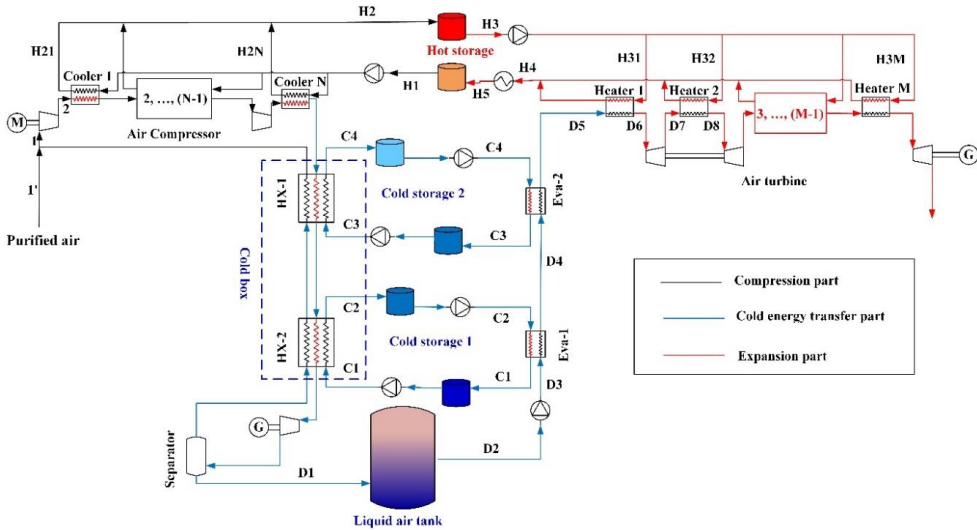 H2
H3
Hot storage
H21
H2N
H31
H32
H3M
Cooler 1
Cooler N
H1
H5
H4
Heater 1
Heater 2
Heater M
M
2
2, ..., (N-1)
3, ..., (M-1)
G
Air Compressor
D5
D6
D7
D8
Air turbine
1
1'
C4
C4
Cold storage 2
HX-1
Eva-2
Purified air
C3
C3
Cold box
D4
C2
C2
HX-2
Cold storage 1
Eva-1
C1
C1
D3
G
Separator
D1
D2
Liquid air tank
Compression part
Cold energy transfer part
Expansion part